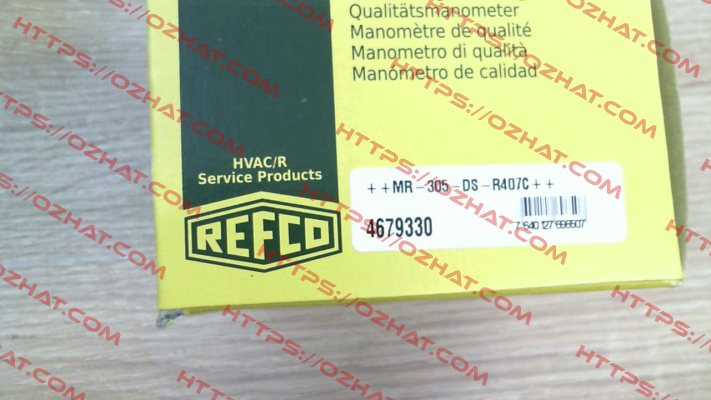 Qualitätsmanometer
Manomètre de qualité
Manometro di qualità
Manómetro de calidad
HVAC/R
Service Products
REFCO
++MR-305-DS-R407C++
4679330
7640127696507
HTTPS://OZHAT.COM